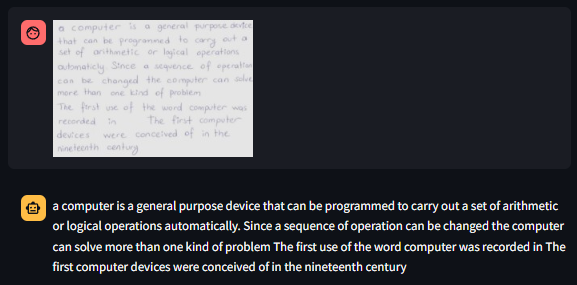 a computer is a general purpose device
that can be programmed to carry out a
set of arithmetic or logical operations
automaticly. Since a sequence of operation
can be changed the computer can solve
more than one kind of problem
The first use of the word computer was
recorded in The first computer
devices were conceived of in the
nineteenth century
a computer is a general purpose device that can be programmed to carry out a set of arithmetic
or logical operations automatically. Since a sequence of operation can be changed the computer
can solve more than one kind of problem The first use of the word computer was recorded in The
first computer devices were conceived of in the nineteenth century